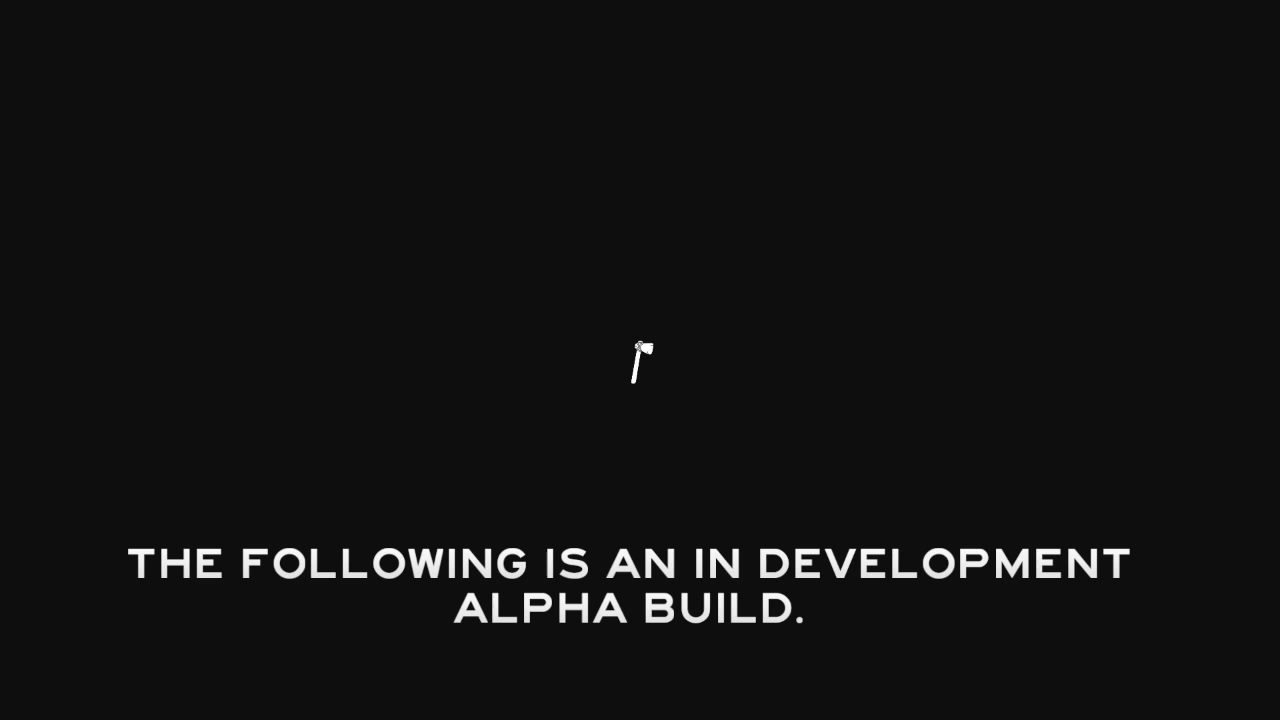 THE FOLLOWING IS AN IN DEVELOPMENT
ALPHA BUILD.